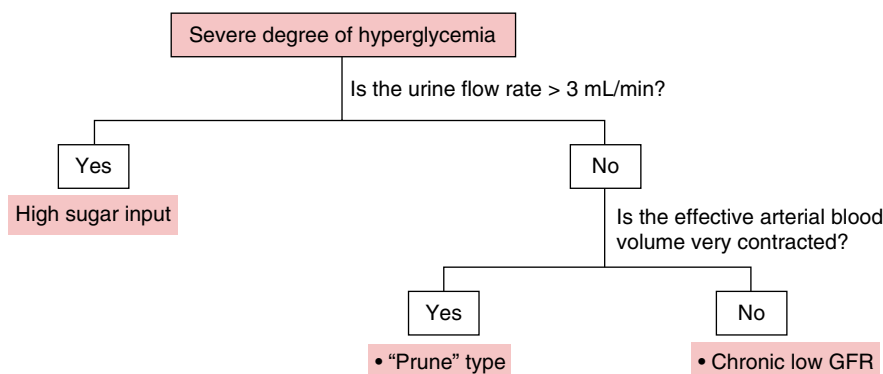 Severe degree of hyperglycemia
Is the urine flow rate > 3 mL/min?
Yes
No
High sugar input
Is the effective arterial blood
volume very contracted?
Yes
No
• “Prune” type
• Chronic low GFR